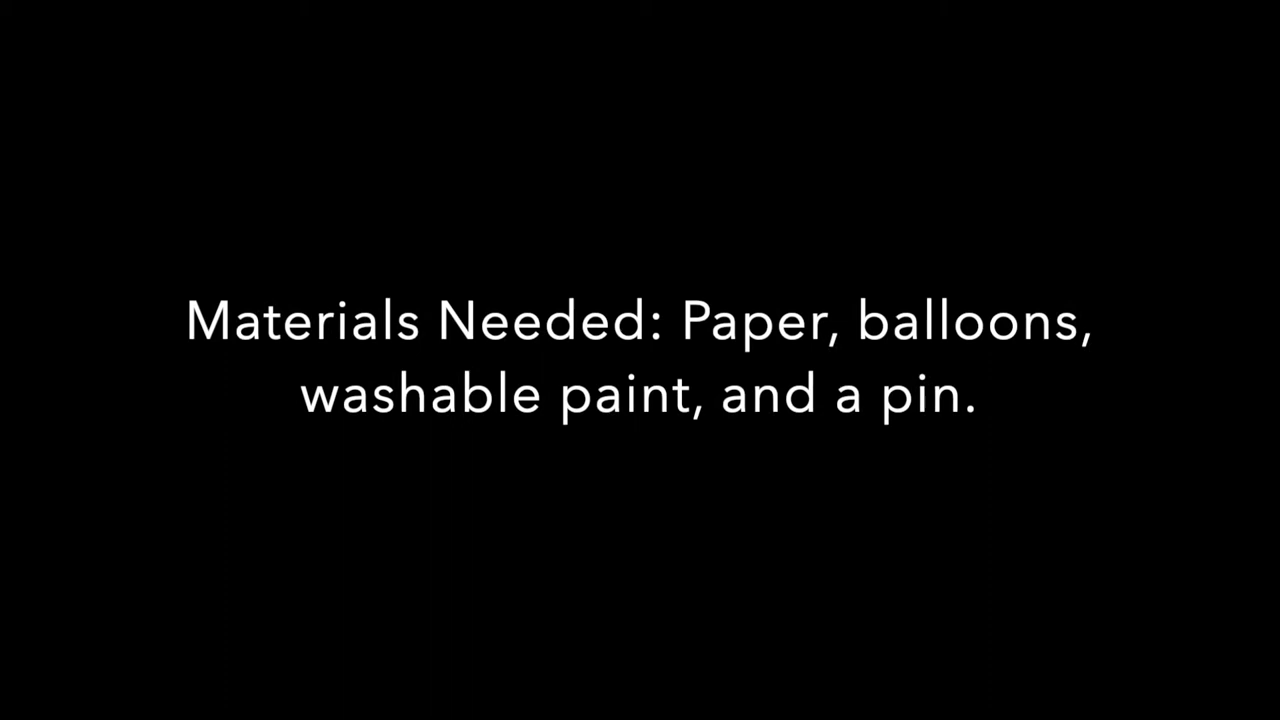 Materials Needed: Paper, balloons,
washable paint, and a pin.